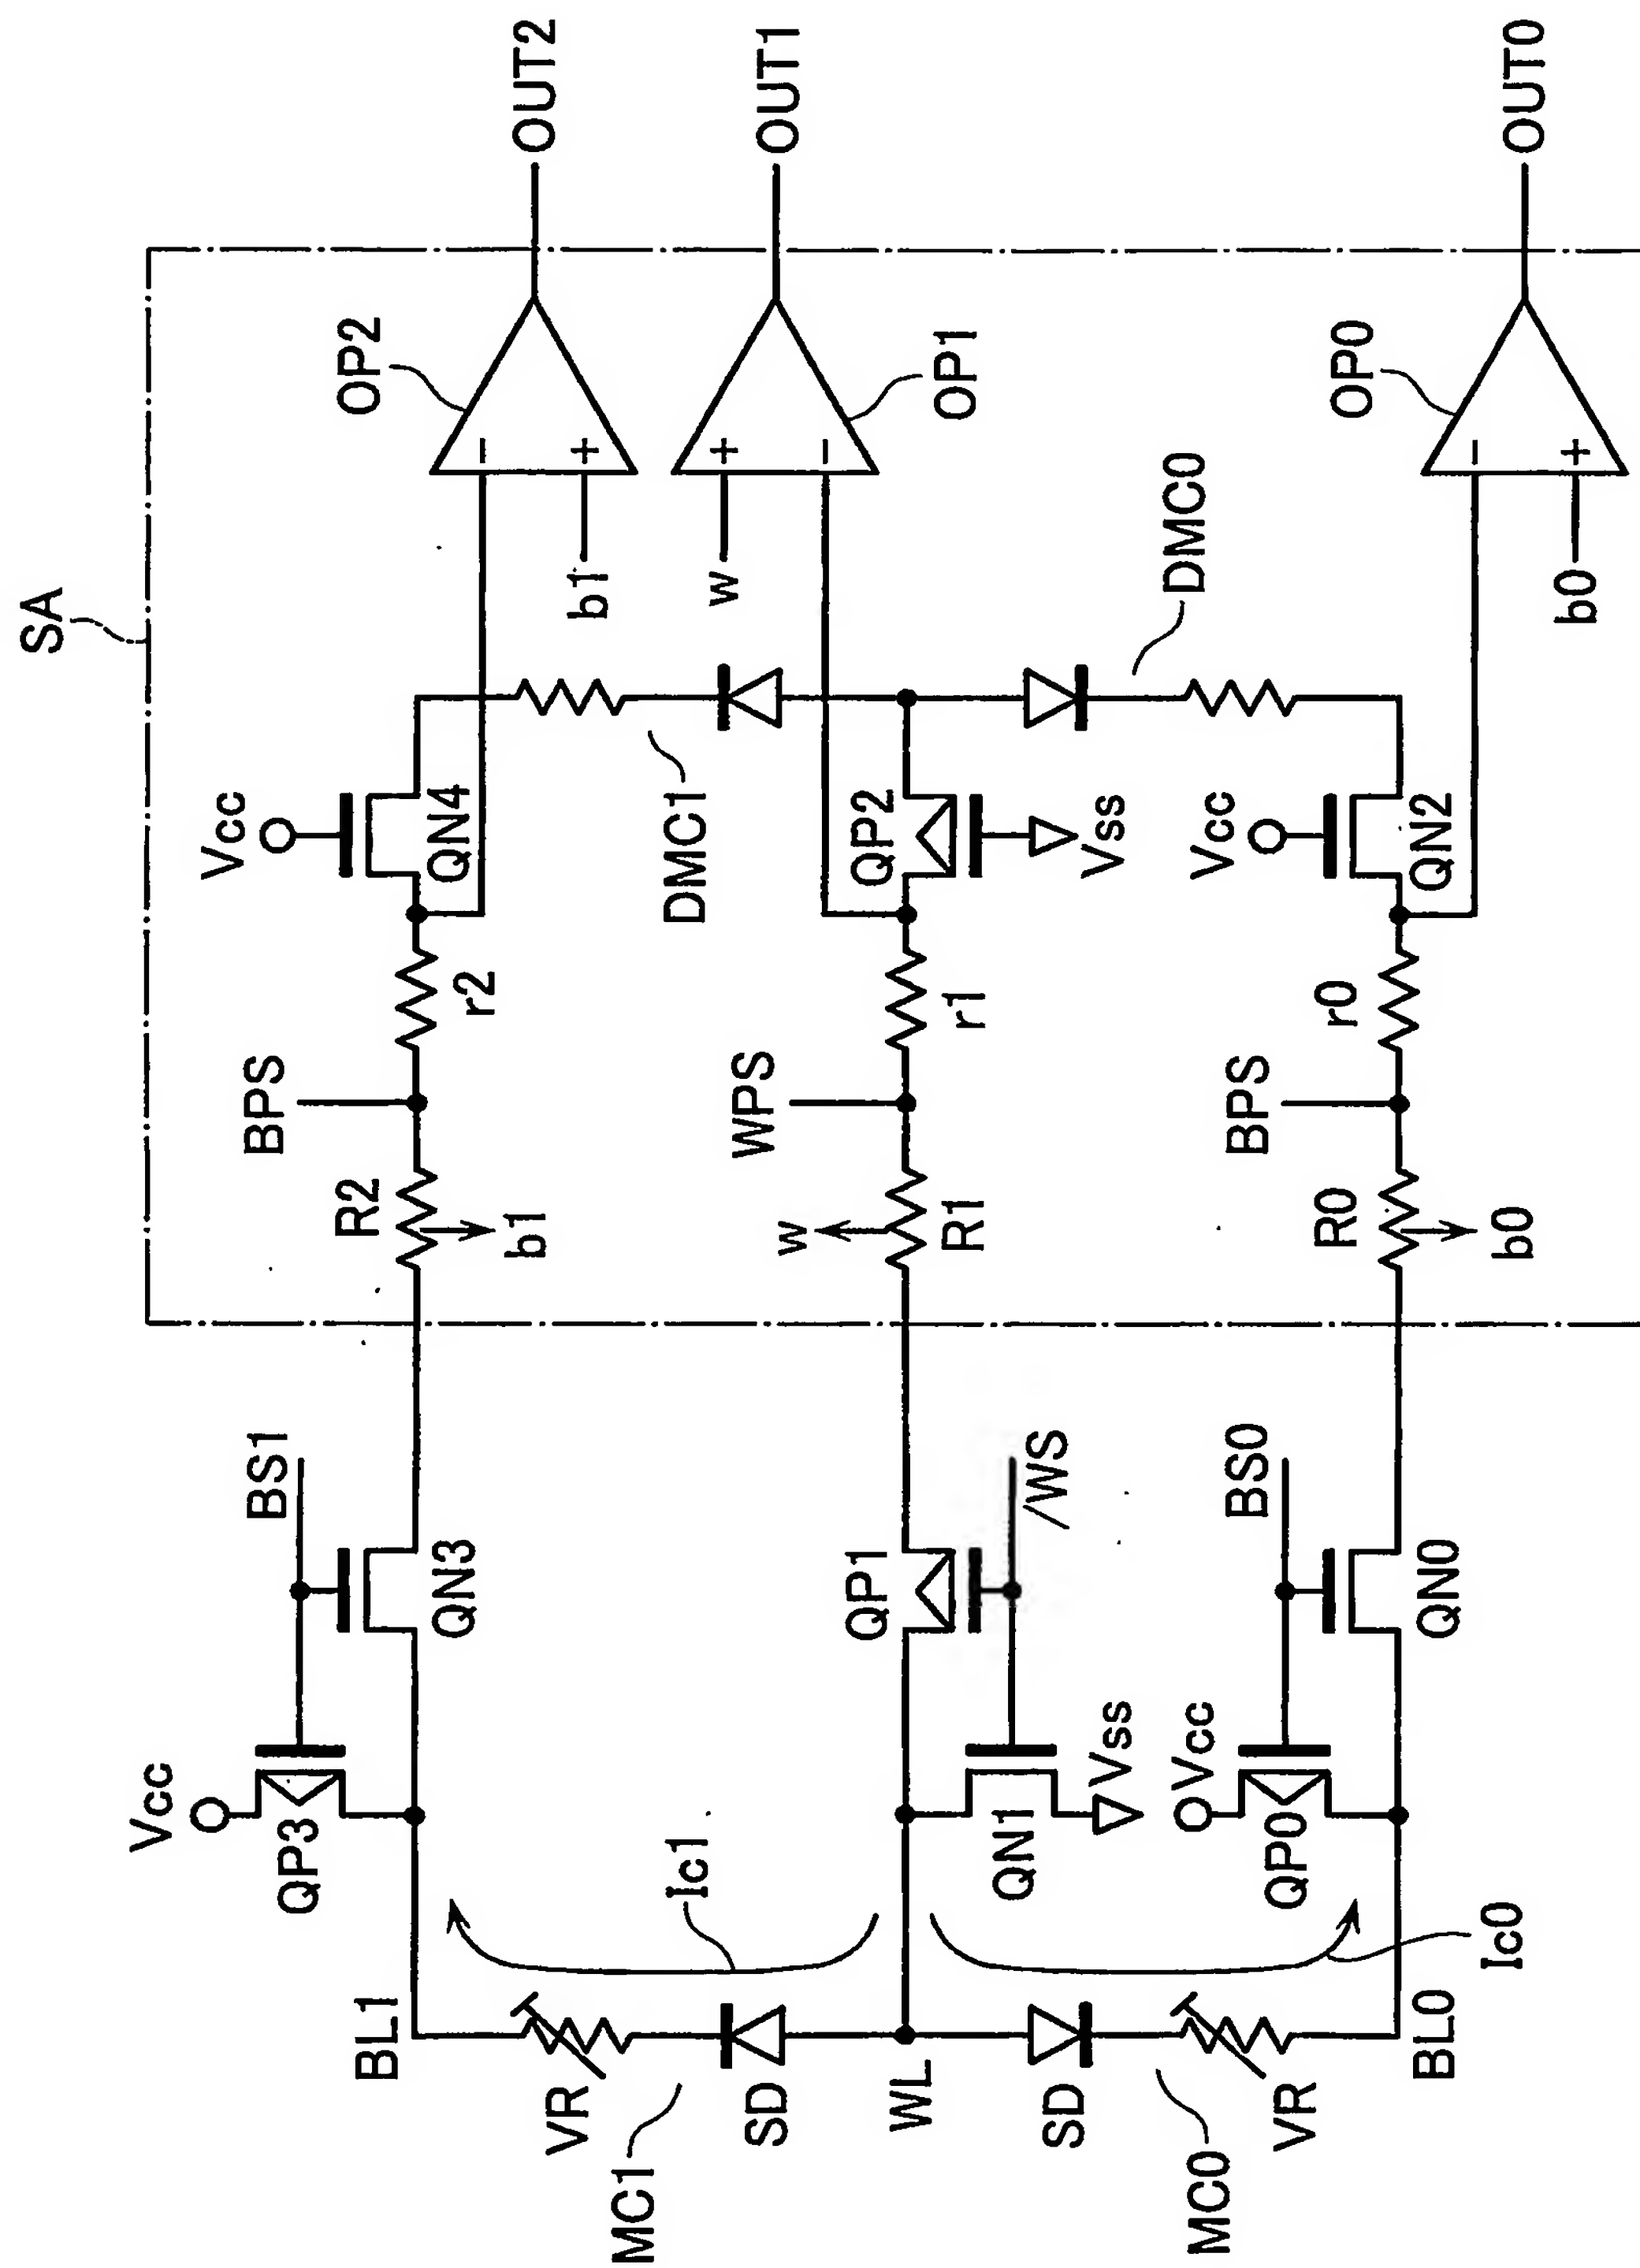 SA
OUT2
OUT1
OUT0
OP2
OP1
OP0
-
+
+
-
-
+
b1
w
b0
DMC0
Vcc
QN4
DMC1
QP2
Vss
Vcc
QN2
r2
r1
r0
BPS
WPS
BPS
R2
b1
w
R1
R0
b0
BS1
/WS
BS0
QN3
QP1
QN0
Vcc
QP3
Ic1
QN1
Vss
Vcc
QP0
Ic0
BL1
VR
SD
WL
SD
VR
BL0
MC1
MC0